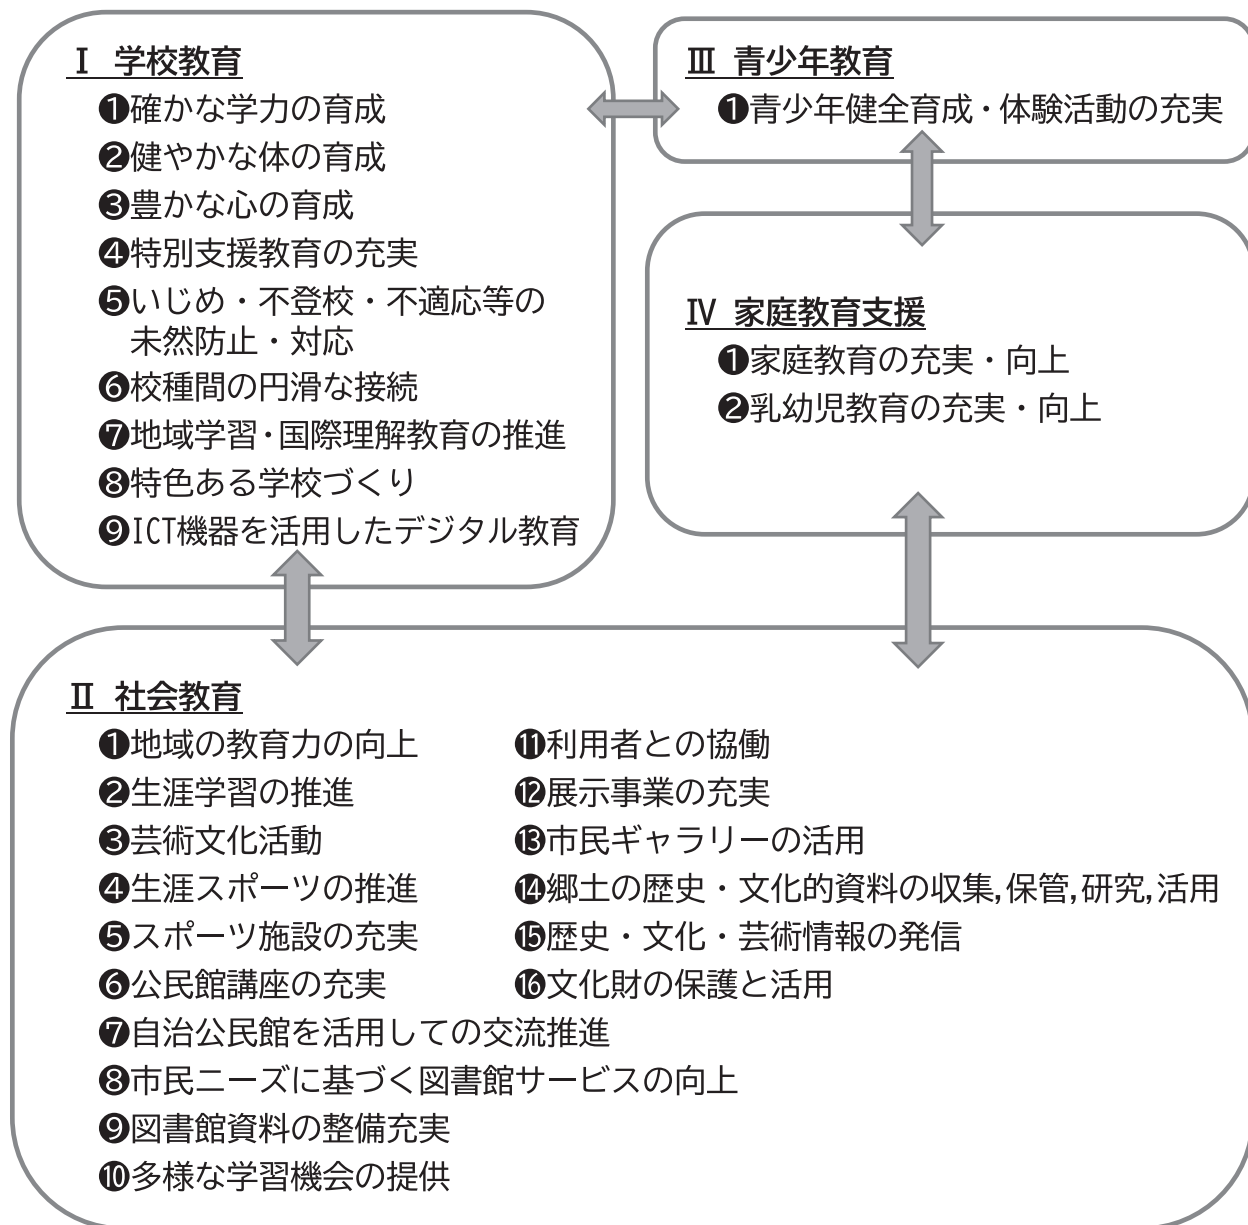 Ⅰ 学校教育
❶確かな学力の育成
❷健やかな体の育成
❸豊かな心の育成
❹特別支援教育の充実
❺いじめ・不登校・不適応等の
未然防止・対応
❻校種間の円滑な接続
❼地域学習・国際理解教育の推進
❽特色ある学校づくり
❾ICT機器を活用したデジタル教育
Ⅲ 青少年教育
❶青少年健全育成・体験活動の充実
Ⅳ 家庭教育支援
❶家庭教育の充実・向上
❷乳幼児教育の充実・向上
Ⅱ 社会教育
❶地域の教育力の向上
❷生涯学習の推進
❸芸術文化活動
❹生涯スポーツの推進
❺スポーツ施設の充実
❻公民館講座の充実
❼自治公民館を活用しての交流推進
❽市民ニーズに基づく図書館サービスの向上
❾図書館資料の整備充実
❿多様な学習機会の提供
⓫利用者との協働
⓬展示事業の充実
⓭市民ギャラリーの活用
⓮郷土の歴史・文化的資料の収集,保管,研究,活用
⓯歴史・文化・芸術情報の発信
⓰文化財の保護と活用